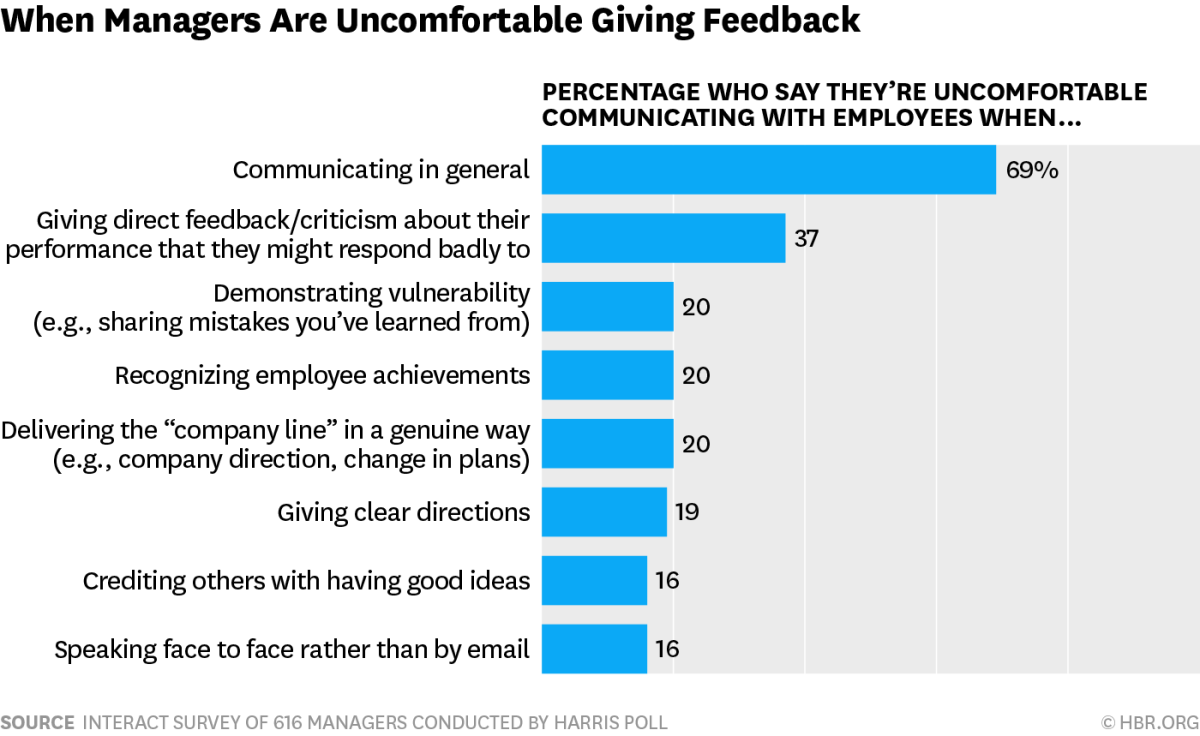 When Managers Are Uncomfortable Giving Feedback
PERCENTAGE WHO SAY THEY’RE UNCOMFORTABLE
COMMUNICATING WITH EMPLOYEES WHEN...
Communicating in general 69%
Giving direct feedback/criticism about their
performance that they might respond badly to 37
Demonstrating vulnerability
(e.g., sharing mistakes you’ve learned from) 20
Recognizing employee achievements 20
Delivering the “company line” in a genuine way
(e.g., company direction, change in plans) 20
Giving clear directions 19
Crediting others with having good ideas 16
Speaking face to face rather than by email 16
SOURCE INTERACT SURVEY OF 616 MANAGERS CONDUCTED BY HARRIS POLL © HBR.ORG